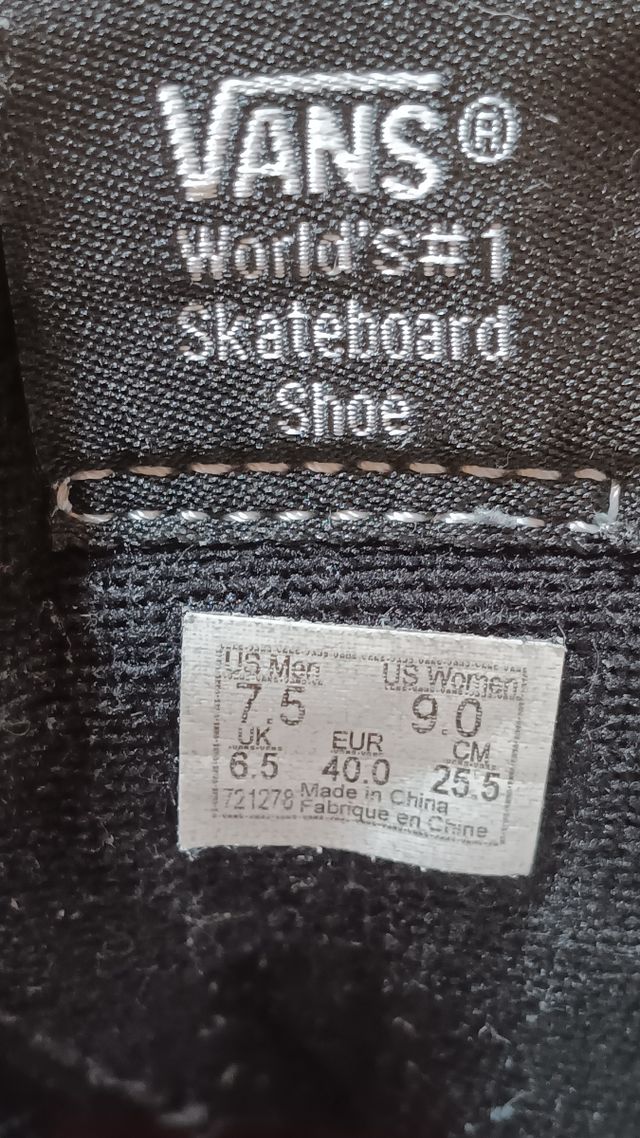 VANS®
World's #1
Skateboard
Shoe
US Men US Women
7.5 9.0
UK EUR CM
6.5 40.0 25.5
721278 Made in China
Fabrique en Chine